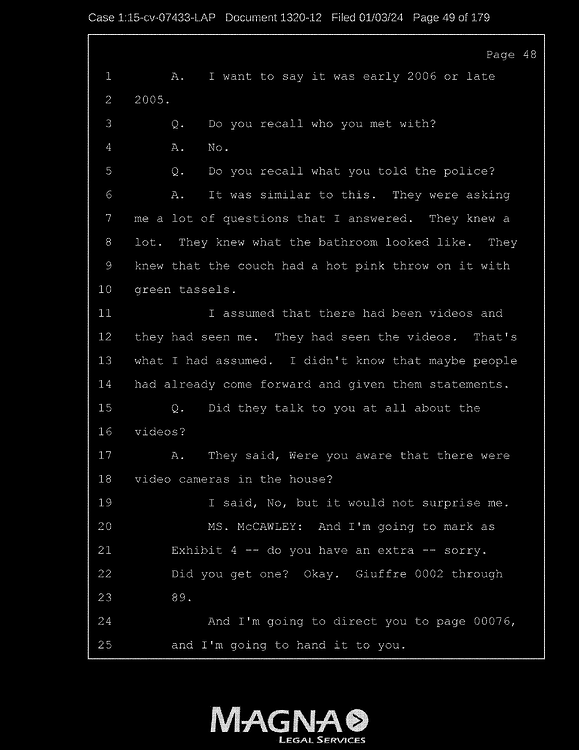 Case 1:15-cv-07433-LAP Document 1320-12 Filed 01/03/24 Page 49 of 179
Page 48
1 A. I want to say it was early 2006 or late
2 2005.
3 Q. Do you recall who you met with?
4 A. No.
5 Q. Do you recall what you told the police?
6 A. It was similar to this. They were asking
7 me a lot of questions that I answered. They knew a
8 lot. They knew what the bathroom looked like. They
9 knew that the couch had a hot pink throw on it with
10 green tassels.
11 I assumed that there had been videos and
12 they had seen me. They had seen the videos. That's
13 what I had assumed. I didn't know that maybe people
14 had already come forward and given them statements.
15 Q. Did they talk to you at all about the
16 videos?
17 A. They said, Were you aware that there were
18 video cameras in the house?
19 I said, No, but it would not surprise me.
20 MS. McCAWLEY: And I'm going to mark as
21 Exhibit 4 -- do you have an extra -- sorry.
22 Did you get one? Okay. Giuffre 0002 through
23 89.
24 And I'm going to direct you to page 00076,
25 and I'm going to hand it to you.
MAGNA
LEGAL SERVICES